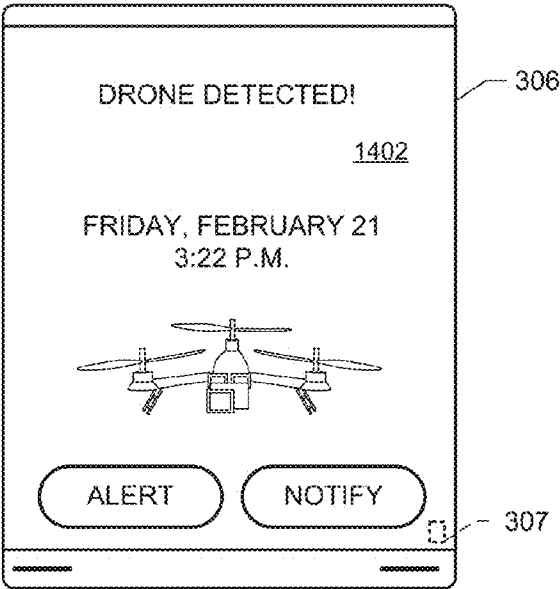 DRONE DETECTED!
306
1402
FRIDAY, FEBRUARY 21
3:22 P.M.
ALERT
NOTIFY
307